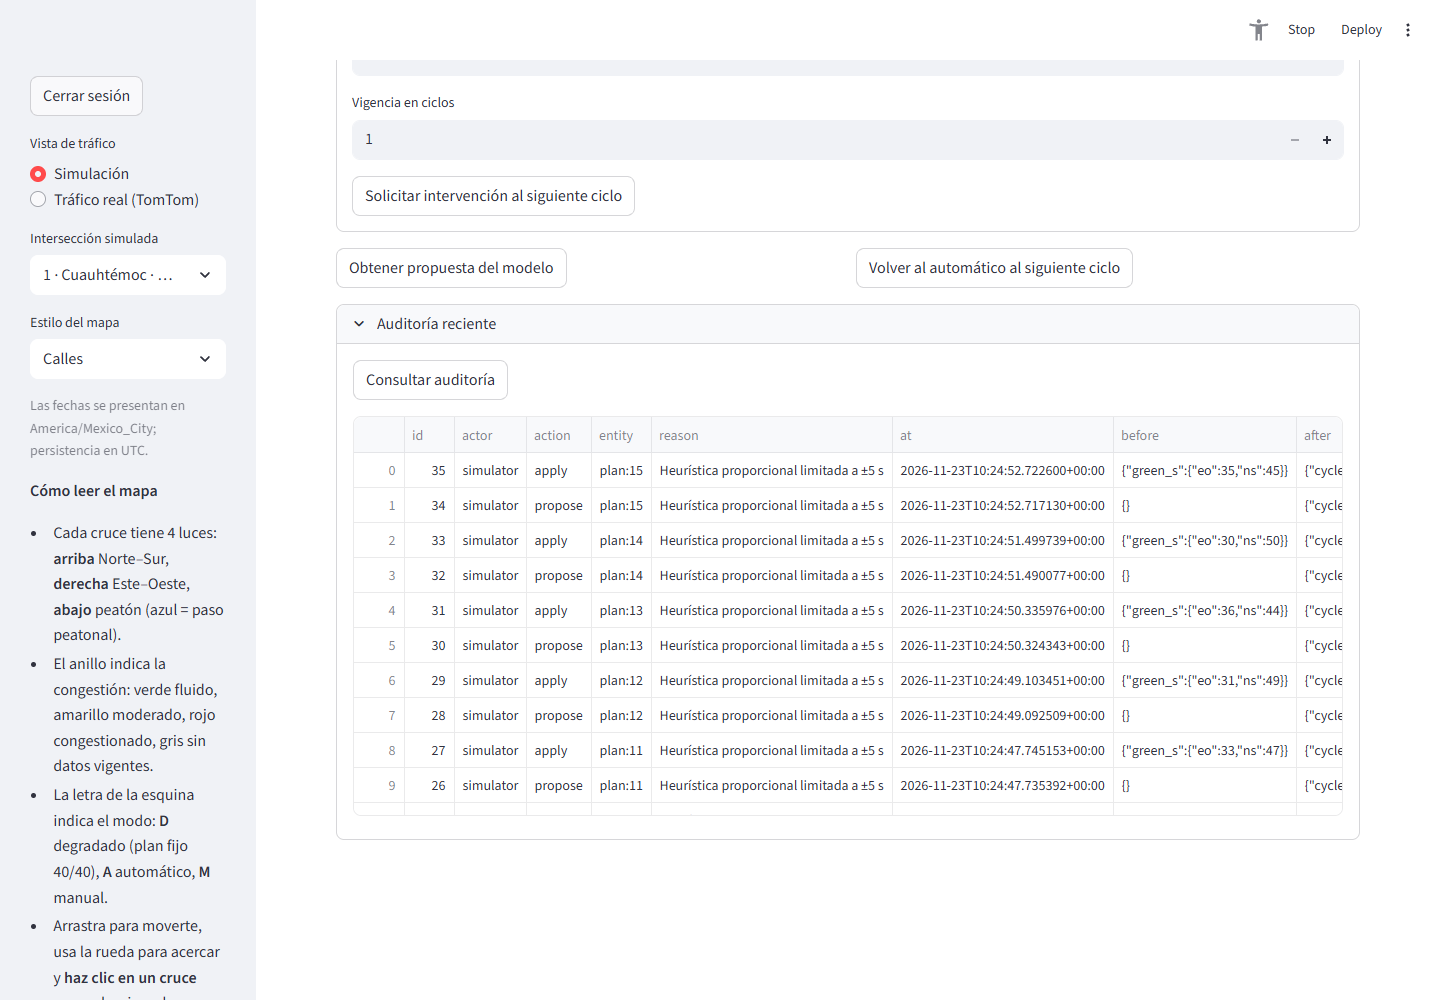 Stop
Deploy
Cerrar sesión
Vista de tráfico
Simulación
Tráfico real (TomTom)
Intersección simulada
1 · Cuauhtémoc · …
Estilo del mapa
Calles
Las fechas se presentan en
America/Mexico_City;
persistencia en UTC.
Cómo leer el mapa
Cada cruce tiene 4 luces:
arriba Norte–Sur,
derecha Este–Oeste,
abajo peatón (azul = paso
peatonal).
El anillo indica la
congestión: verde fluido,
amarillo moderado, rojo
congestionado, gris sin
datos vigentes.
La letra de la esquina
indica el modo: D
degradado (plan fijo
40/40), A automático, M
manual.
Arrastra para moverte,
usa la rueda para acercar
y haz clic en un cruce
Vigencia en ciclos
1
Solicitar intervención al siguiente ciclo
Obtener propuesta del modelo
Volver al automático al siguiente ciclo
Auditoría reciente
Consultar auditoría
id actor action entity reason at before after
0 35 simulator apply plan:15 Heurística proporcional limitada a ±5 s 2026-11-23T10:24:52.722600+00:00 {"green_s":{"eo":35,"ns":45}} {"cycle
1 34 simulator propose plan:15 Heurística proporcional limitada a ±5 s 2026-11-23T10:24:52.717130+00:00 {} {"cycle
2 33 simulator apply plan:14 Heurística proporcional limitada a ±5 s 2026-11-23T10:24:51.499739+00:00 {"green_s":{"eo":30,"ns":50}} {"cycle
3 32 simulator propose plan:14 Heurística proporcional limitada a ±5 s 2026-11-23T10:24:51.490077+00:00 {} {"cycle
4 31 simulator apply plan:13 Heurística proporcional limitada a ±5 s 2026-11-23T10:24:50.335976+00:00 {"green_s":{"eo":36,"ns":44}} {"cycle
5 30 simulator propose plan:13 Heurística proporcional limitada a ±5 s 2026-11-23T10:24:50.324343+00:00 {} {"cycle
6 29 simulator apply plan:12 Heurística proporcional limitada a ±5 s 2026-11-23T10:24:49.103451+00:00 {"green_s":{"eo":31,"ns":49}} {"cycle
7 28 simulator propose plan:12 Heurística proporcional limitada a ±5 s 2026-11-23T10:24:49.092509+00:00 {} {"cycle
8 27 simulator apply plan:11 Heurística proporcional limitada a ±5 s 2026-11-23T10:24:47.745153+00:00 {"green_s":{"eo":33,"ns":47}} {"cycle
9 26 simulator propose plan:11 Heurística proporcional limitada a ±5 s 2026-11-23T10:24:47.735392+00:00 {} {"cycle